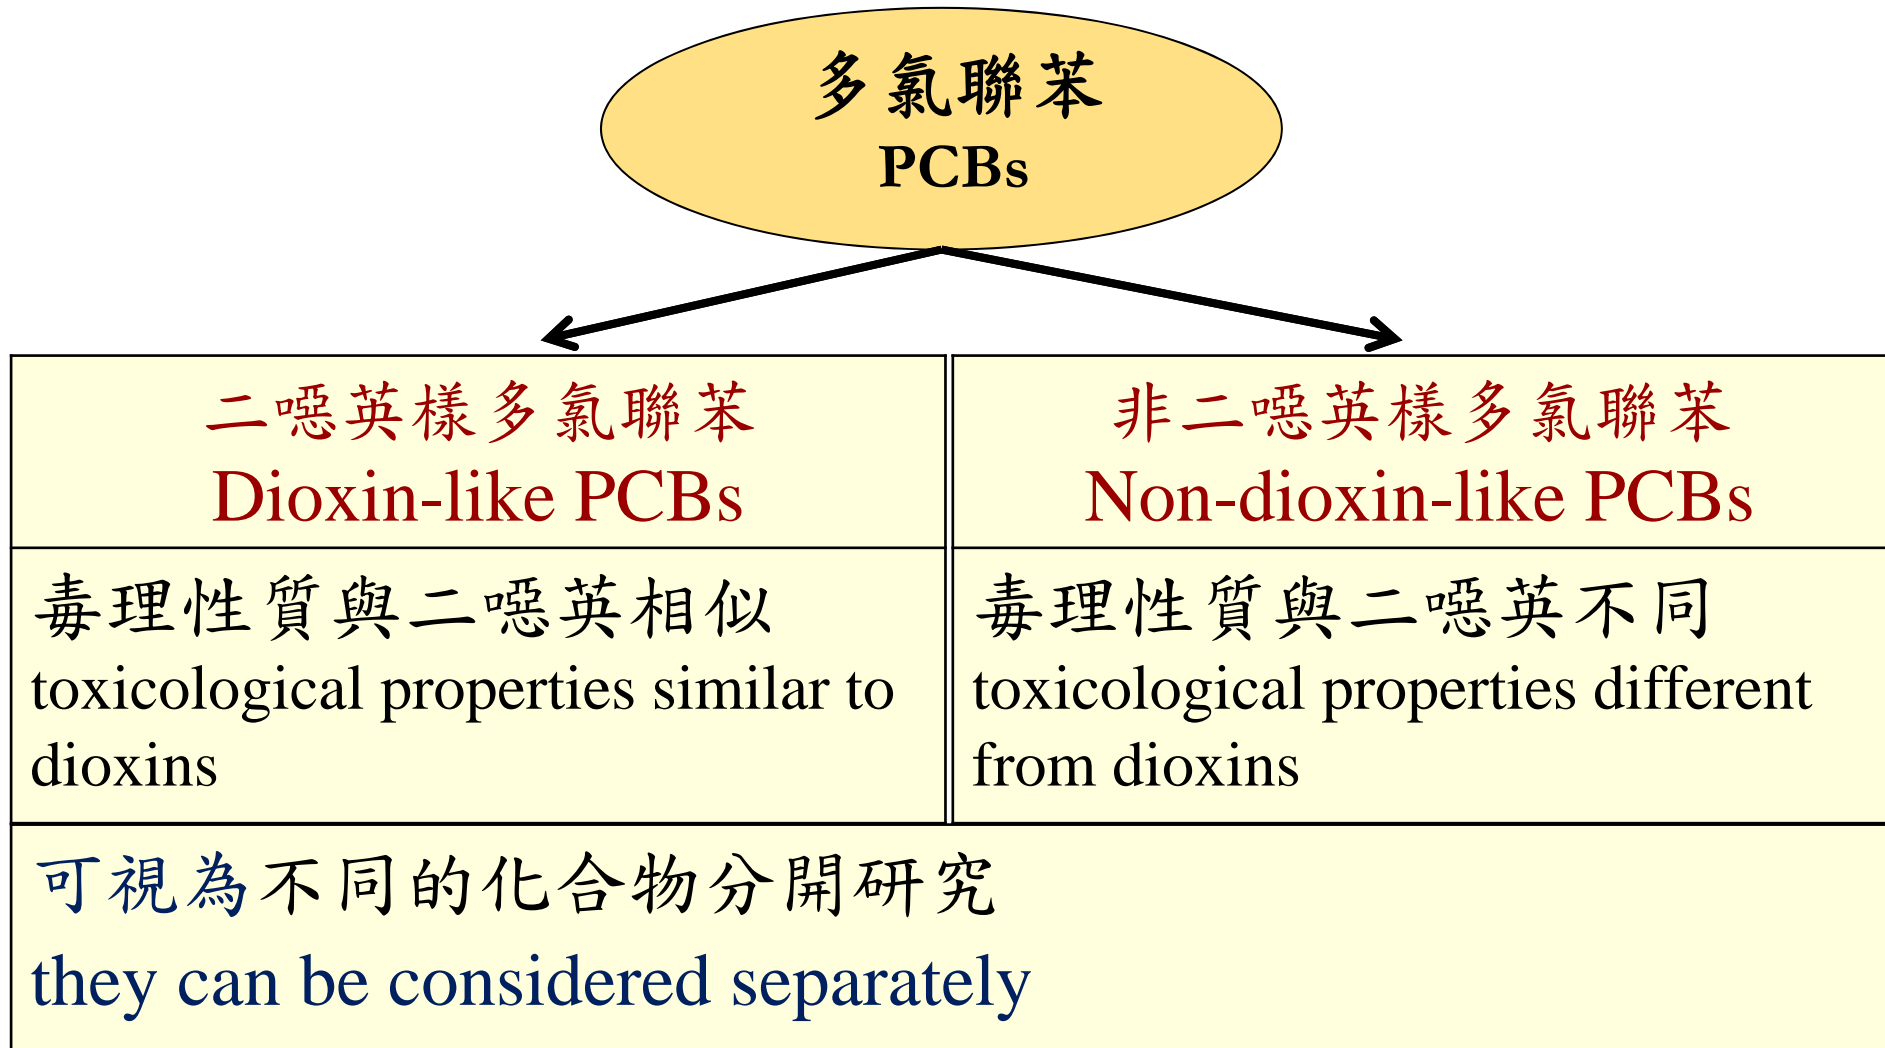 多氯聯苯
PCBs
二噁英樣多氯聯苯
Dioxin-like PCBs
非二噁英樣多氯聯苯
Non-dioxin-like PCBs
毒理性質與二噁英相似
toxicological properties similar to
dioxins
毒理性質與二噁英不同
toxicological properties different
from dioxins
可視為不同的化合物分開研究
they can be considered separately